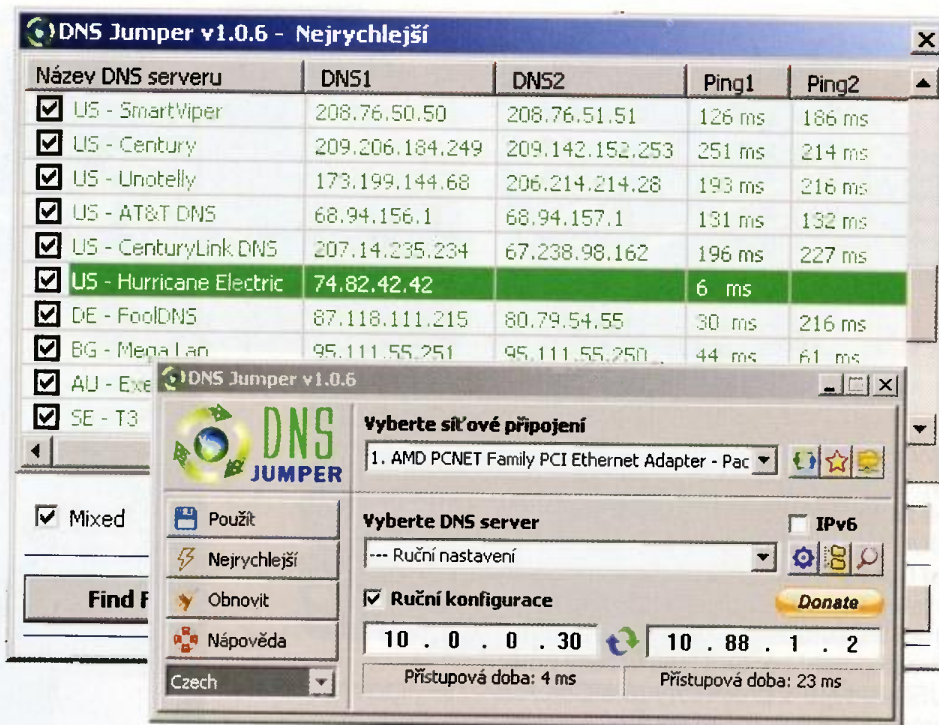 DNS Jumper v1.0.6 - Nejrychlejší
Název DNS serveru DNS1 DNS2 Ping1 Ping2
US - SmartViper 208.76.50.50 208.76.51.51 126 ms 186 ms
US - Century 209.206.184.249 209.142.152.253 251 ms 214 ms
US - Unotelly 173.199.144.68 206.214.214.28 193 ms 216 ms
US - AT&T DNS 68.94.156.1 68.94.157.1 131 ms 132 ms
US - CenturyLink DNS 207.14.235.234 67.238.98.162 196 ms 227 ms
US - Hurricane Electric 74.82.42.42 6 ms
DE - FoolDNS 87.118.111.215 80.79.54.55 30 ms 216 ms
BG - Mega Lan 95.111.55.251 95.111.55.250 44 ms 61 ms
AU - Exe
SE - T3
Mixed
Find F
DNS Jumper v1.0.6
DNS
JUMPER
Vyberte síťové připojení
1. AMD PCNET Family PCI Ethernet Adapter - Pac
Použít
Nejrychlejší
Obnovit
Nápověda
Czech
Vyberte DNS server
IPv6
--- Ruční nastavení
Ruční konfigurace
Donate
10 . 0 . 0 . 30 10 . 88 . 1 . 2
Přístupová doba: 4 ms Přístupová doba: 23 ms